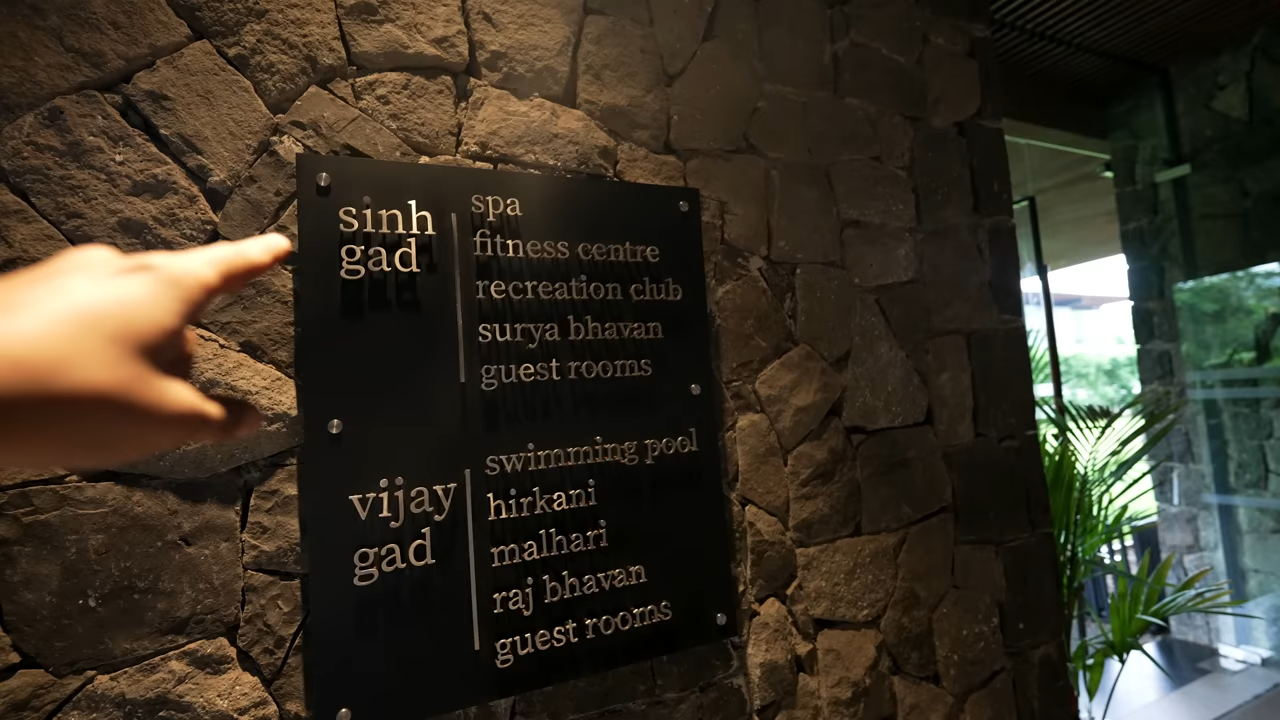 sinh
gad
spa
fitness centre
recreation club
surya bhavan
guest rooms
vijay
gad
swimming pool
hirkani
malhari
raj bhavan
guest rooms